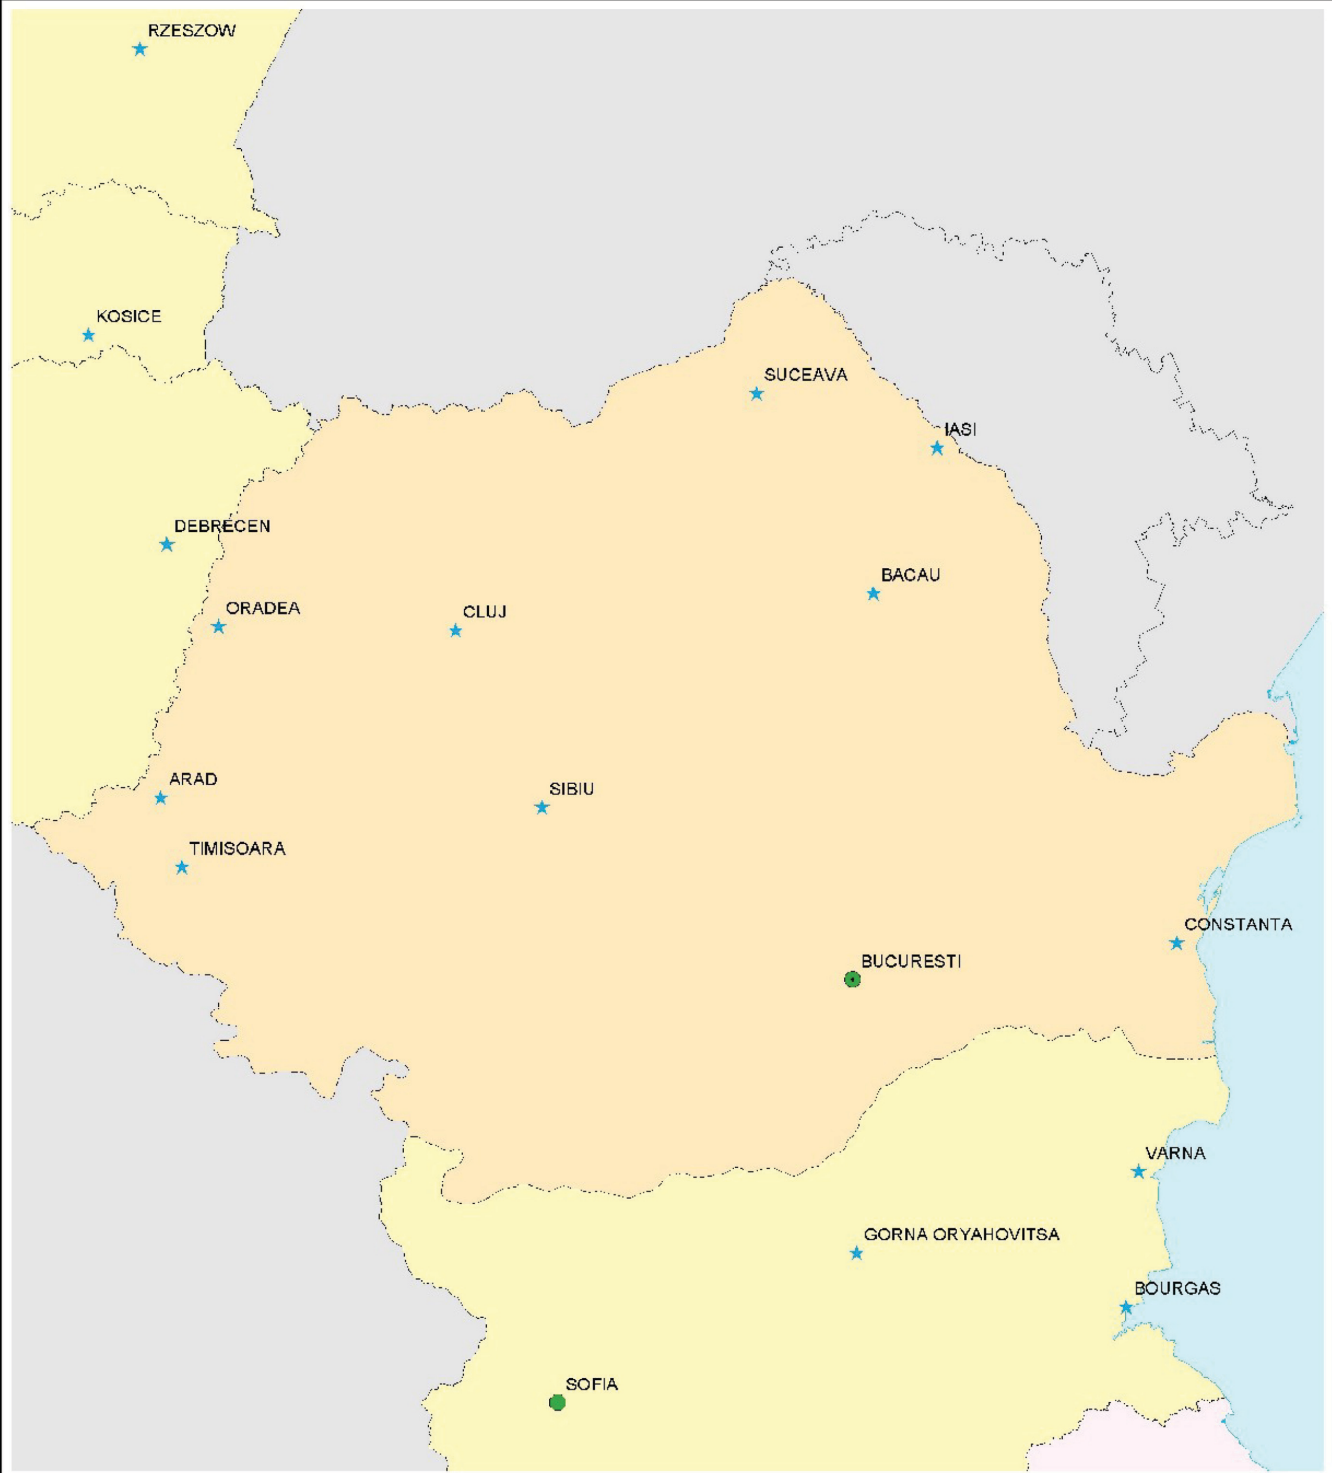 RZESZOW
KOSICE
SUCEAVA
IASI
DEBRECEN
BACAU
ORADEA
CLUJ
ARAD
SIBIU
TIMISOARA
CONSTANTA
BUCURESTI
VARNA
GORNA ORYAHOVITSA
BOURGAS
SOFIA